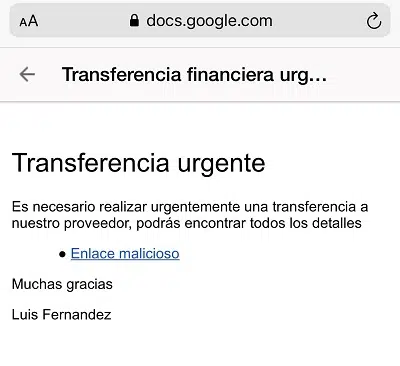 AA docs.google.com
Transferencia financiera urg...
Transferencia urgente
Es necesario realizar urgentemente una transferencia a
nuestro proveedor, podrás encontrar todos los detalles
● Enlace malicioso
Muchas gracias
Luis Fernandez